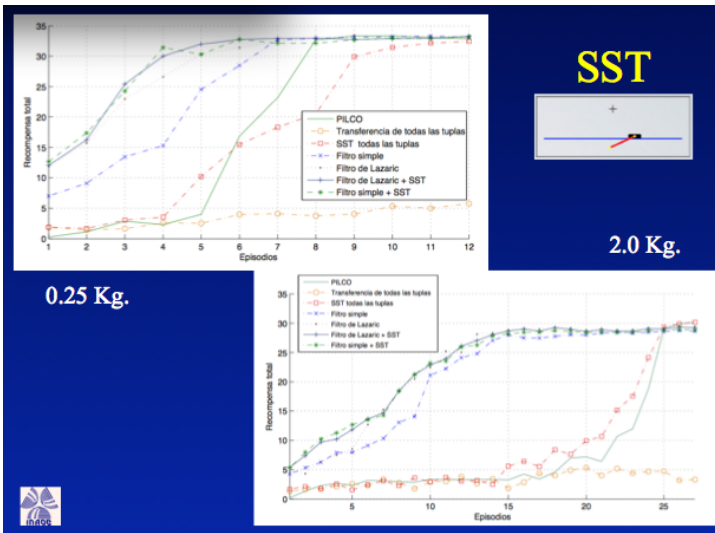 SST
35
30
25
20
15
10
5
0
Recompensa total
PILCO
Transferencia de todas las tuplas
SST todas las tuplas
Filtro simple
Filtro de Lazaric
Filtro de Lazaric + SST
Filtro simple + SST
1 2 3 4 5 6 7 8 9 10 11 12
Episodios
2.0 Kg.
0.25 Kg.
35
30
25
20
15
10
5
0
Recompensa total
PILCO
Transferencia de todas las tuplas
SST todas las tuplas
Filtro simple
Filtro de Lazaric
Filtro de Lazaric + SST
Filtro simple + SST
5 10 15 20 25
Episodios
INAOE